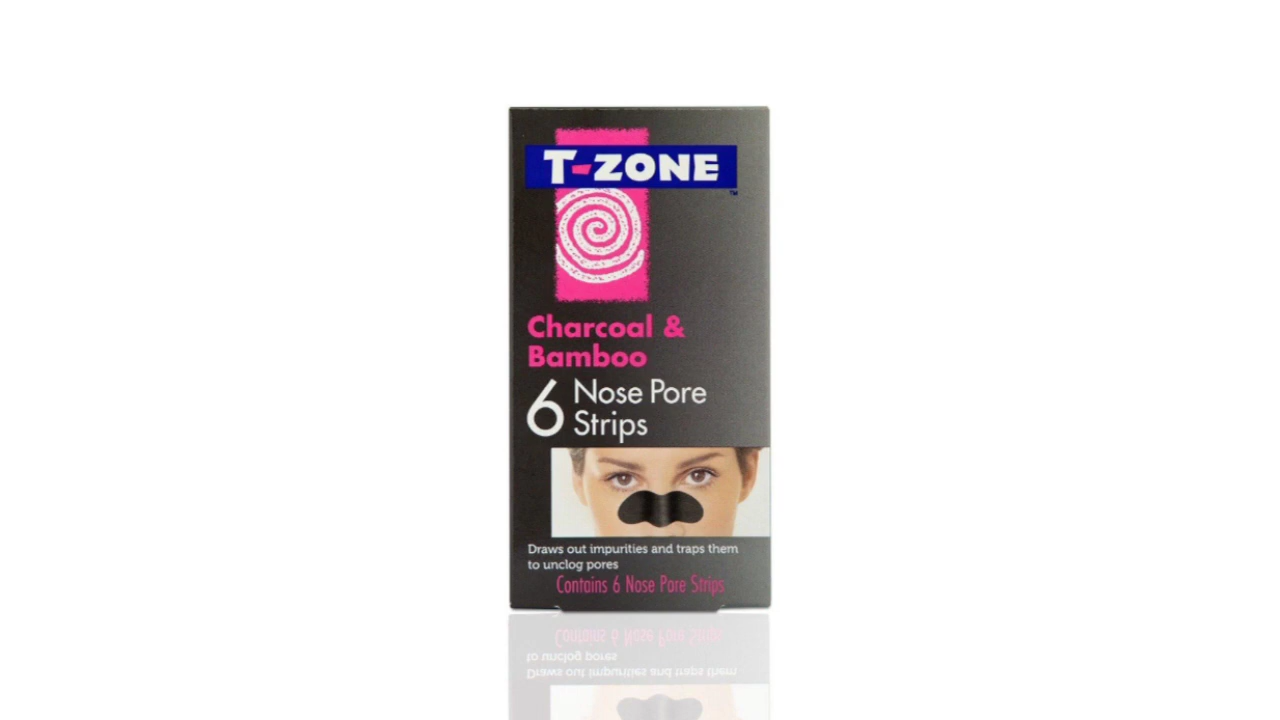 T-ZONE
Charcoal &
Bamboo
6 Nose Pore
Strips
Draws out impurities and traps them
to unclog pores
Contains 6 Nose Pore Strips